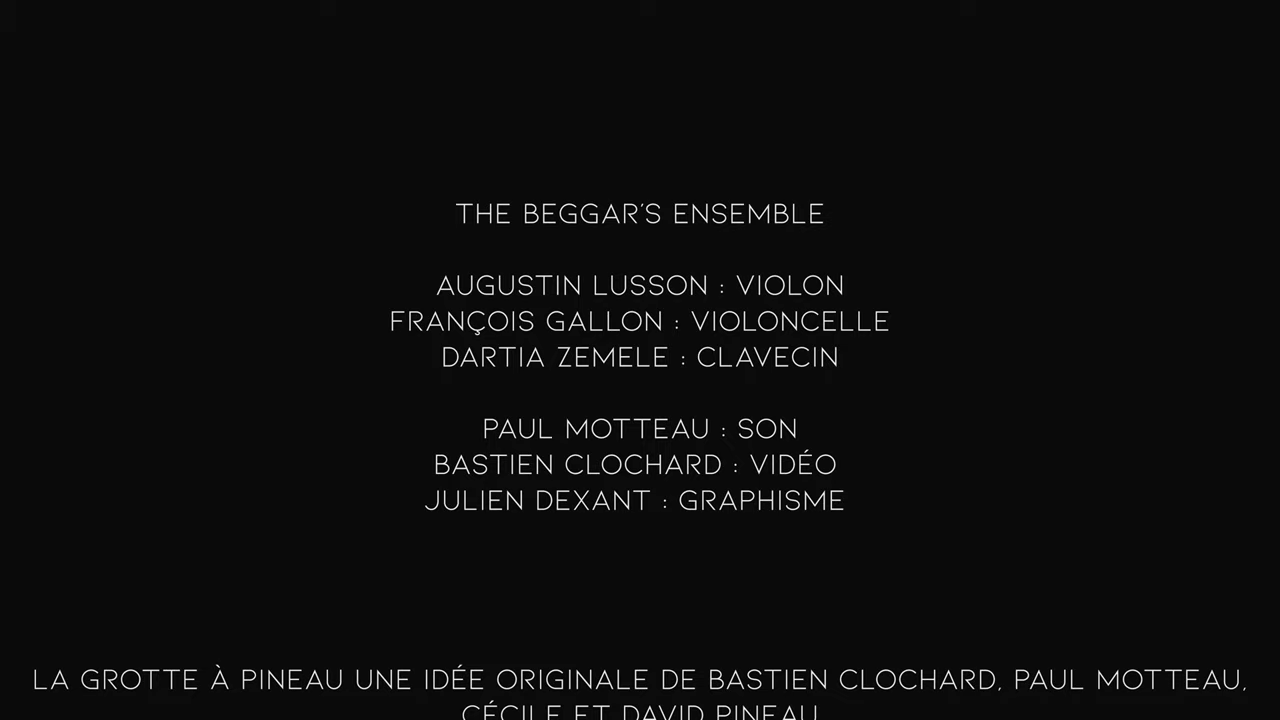 THE BEGGAR'S ENSEMBLE
AUGUSTIN LUSSON : VIOLON
FRANÇOIS GALLON : VIOLONCELLE
DARTIA ZEMELE : CLAVECIN
PAUL MOTTEAU : SON
BASTIEN CLOCHARD : VIDÉO
JULIEN DEXANT : GRAPHISME
LA GROTTE À PINEAU UNE IDÉE ORIGINALE DE BASTIEN CLOCHARD, PAUL MOTTEAU,
CÉCILE ET DAVID PINEAU